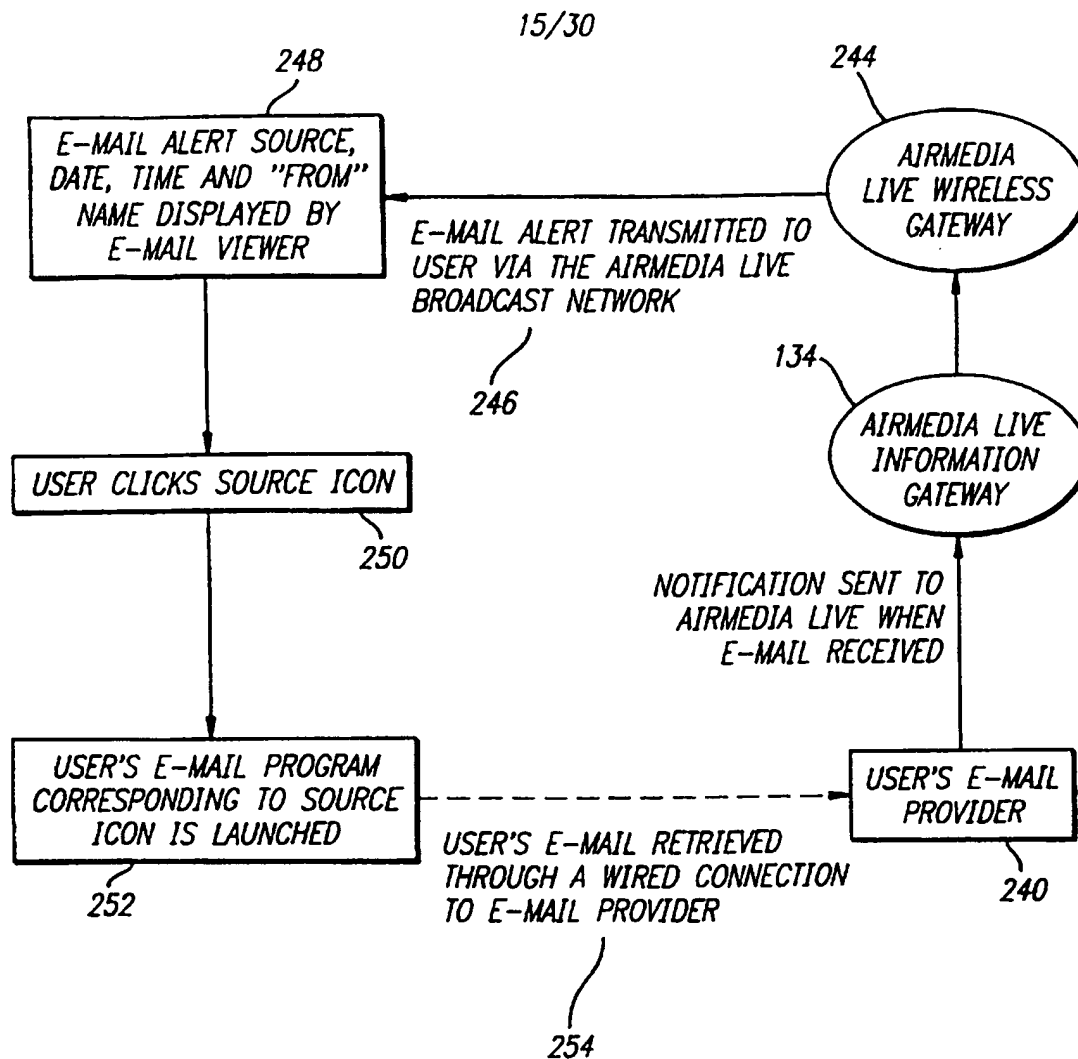 15/30
248
E-MAIL ALERT SOURCE,
DATE, TIME AND "FROM"
NAME DISPLAYED BY
E-MAIL VIEWER
244
AIRMEDIA
LIVE WIRELESS
GATEWAY
E-MAIL ALERT TRANSMITTED TO
USER VIA THE AIRMEDIA LIVE
BROADCAST NETWORK
246
134
AIRMEDIA LIVE
INFORMATION
GATEWAY
USER CLICKS SOURCE ICON
250
NOTIFICATION SENT TO
AIRMEDIA LIVE WHEN
E-MAIL RECEIVED
USER'S E-MAIL PROGRAM
CORRESPONDING TO SOURCE
ICON IS LAUNCHED
252
USER'S E-MAIL RETRIEVED
THROUGH A WIRED CONNECTION
TO E-MAIL PROVIDER
254
USER'S E-MAIL
PROVIDER
240